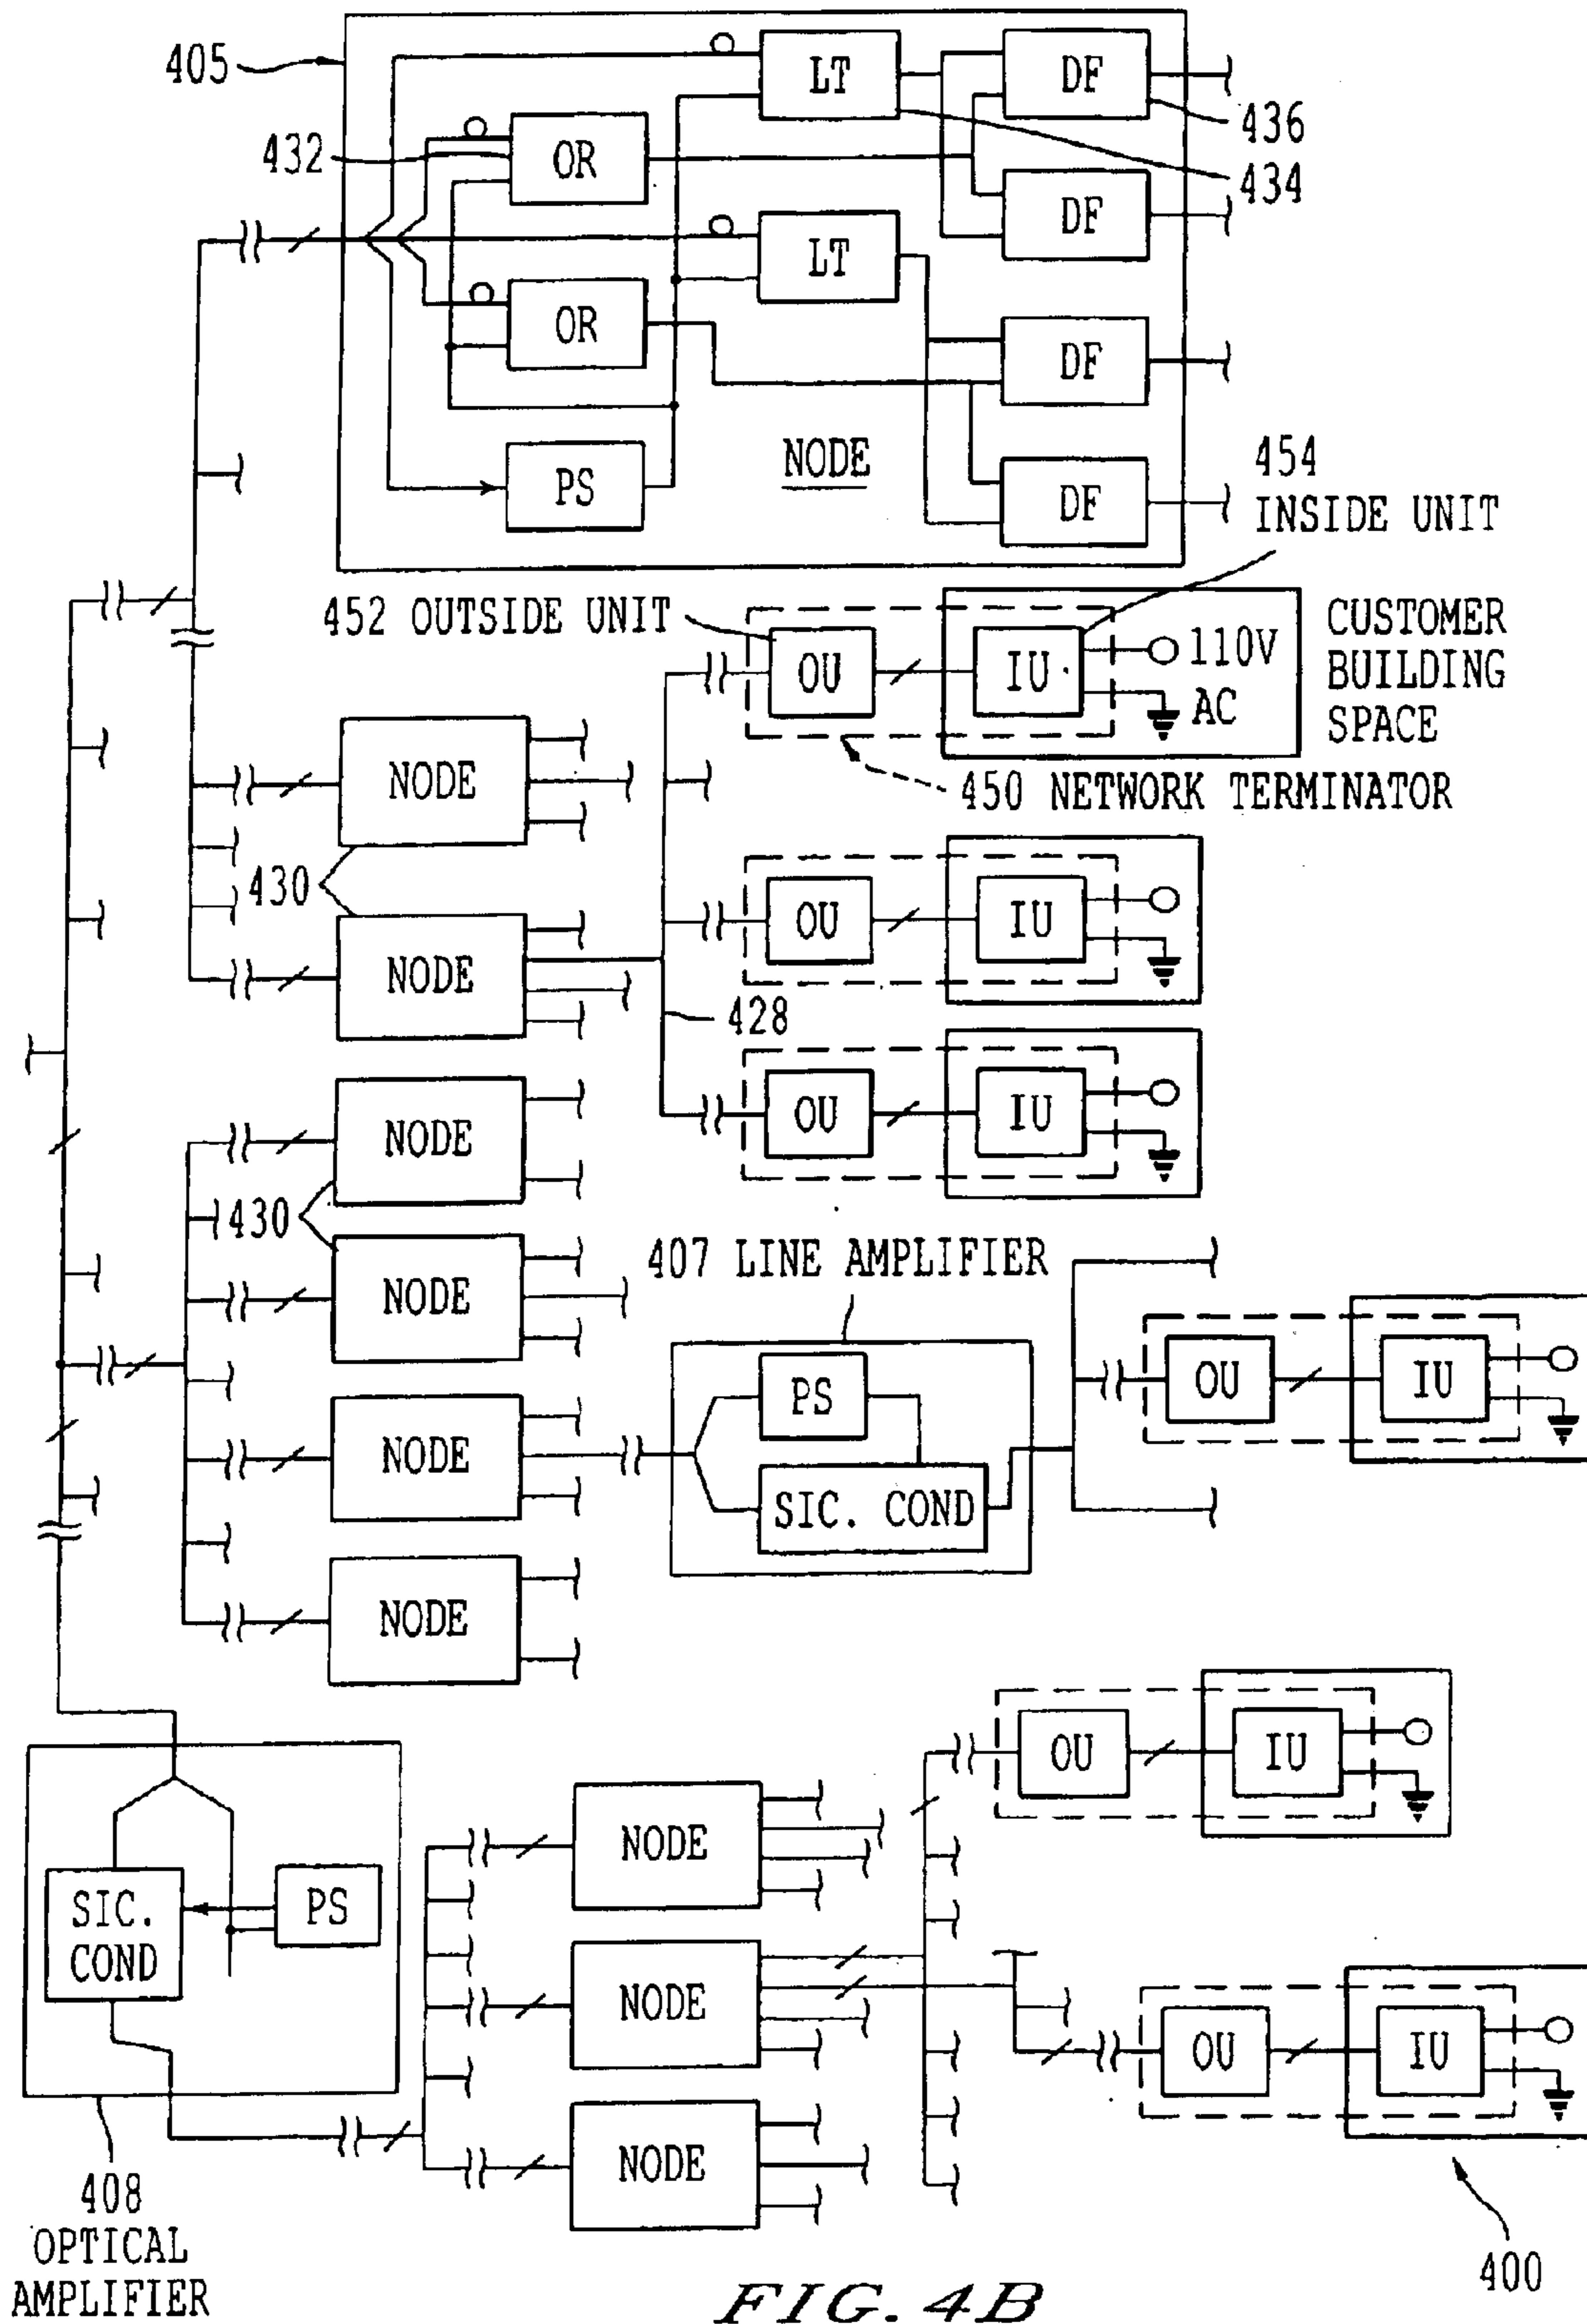 405
LT
DF
436
432
OR
434
DF
LT
OR
DF
NODE
454
INSIDE UNIT
PS
DF
452 OUTSIDE UNIT
CUSTOMER
BUILDING
SPACE
OU
IU
110V
AC
NODE
450 NETWORK TERMINATOR
430
OU
IU
NODE
428
OU
IU
NODE
430
407 LINE AMPLIFIER
NODE
PS
OU
IU
NODE
SIC. COND
NODE
OU
IU
NODE
SIC.
COND
PS
NODE
OU
IU
NODE
408
OPTICAL
AMPLIFIER
400
FIG. 4B